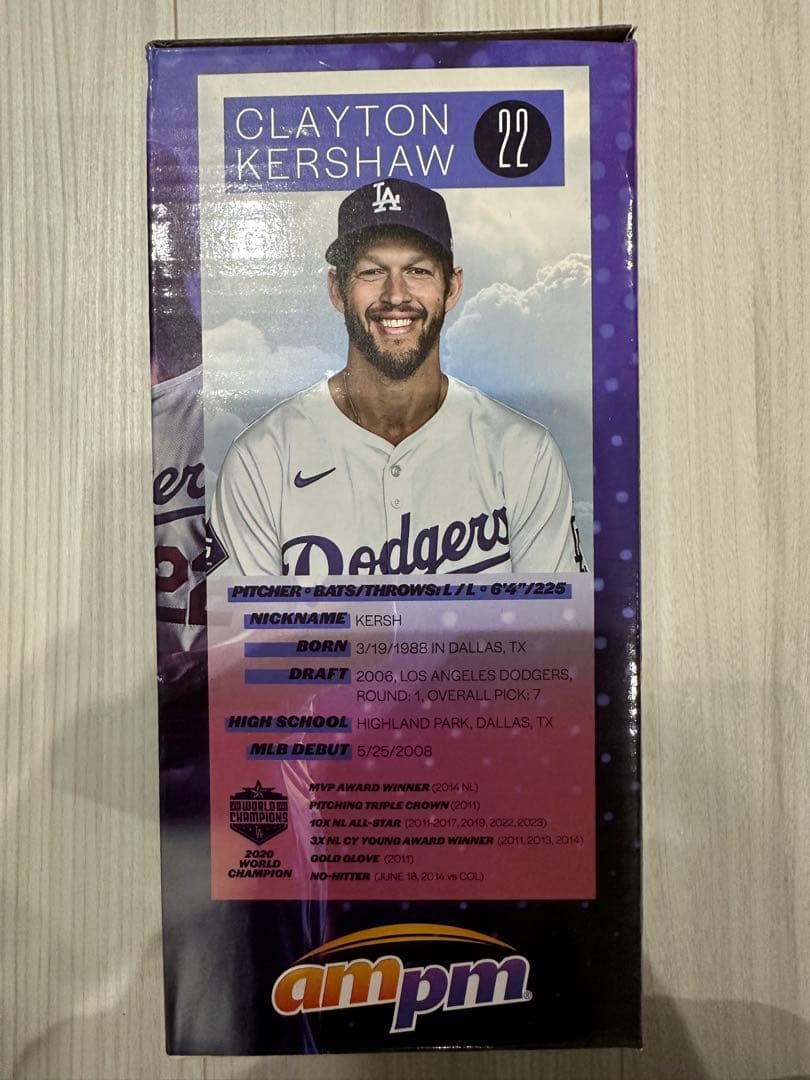 CLAYTON
KERSHAW
22
LA
er
22
Dodgers
PITCHER • BATS/THROWS: L / L • 6'4"/225
NICKNAME KERSH
BORN 3/19/1988 IN DALLAS, TX
DRAFT 2006, LOS ANGELES DODGERS,
ROUND: 1, OVERALL PICK: 7
HIGH SCHOOL HIGHLAND PARK, DALLAS, TX
MLB DEBUT 5/25/2008
MVP AWARD WINNER (2014 NL)
PITCHING TRIPLE CROWN (2011)
10X NL ALL-STAR (2011-2017, 2019, 2022, 2023)
3X NL CY YOUNG AWARD WINNER (2011, 2013, 2014)
GOLD GLOVE (2011)
NO-HITTER (JUNE 18, 2014 vs COL)
WORLD
CHAMPIONS
LA
2020
WORLD
CHAMPION
ampm®